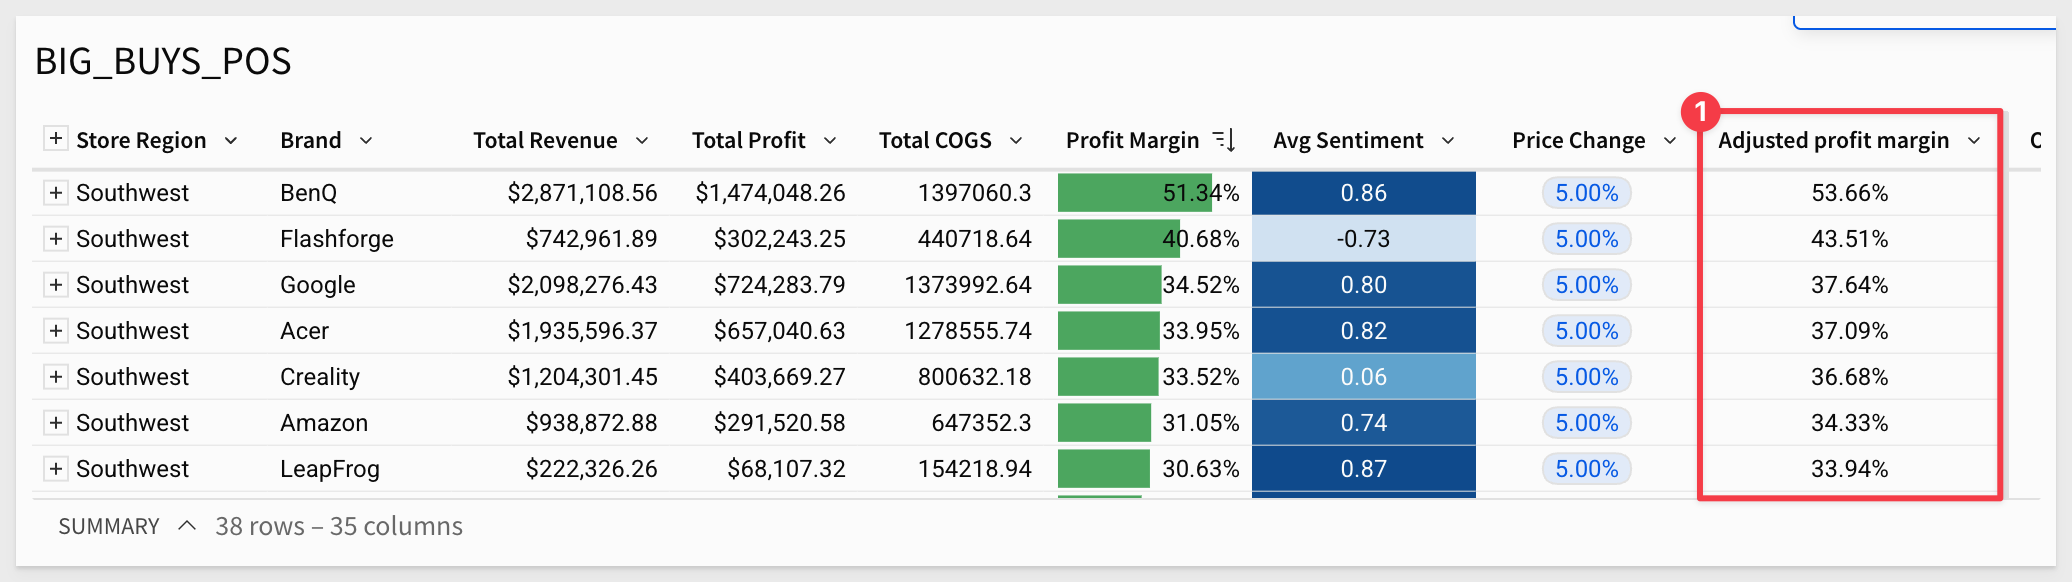 BIG_BUYS_POS
1
Store Region Brand Total Revenue Total Profit Total COGS Profit Margin Avg Sentiment Price Change Adjusted profit margin
Southwest BenQ $2,871,108.56 $1,474,048.26 1397060.3 51.34% 0.86 5.00% 53.66%
Southwest Flashforge $742,961.89 $302,243.25 440718.64 40.68% -0.73 5.00% 43.51%
Southwest Google $2,098,276.43 $724,283.79 1373992.64 34.52% 0.80 5.00% 37.64%
Southwest Acer $1,935,596.37 $657,040.63 1278555.74 33.95% 0.82 5.00% 37.09%
Southwest Creality $1,204,301.45 $403,669.27 800632.18 33.52% 0.06 5.00% 36.68%
Southwest Amazon $938,872.88 $291,520.58 647352.3 31.05% 0.74 5.00% 34.33%
Southwest LeapFrog $222,326.26 $68,107.32 154218.94 30.63% 0.87 5.00% 33.94%
SUMMARY 38 rows – 35 columns